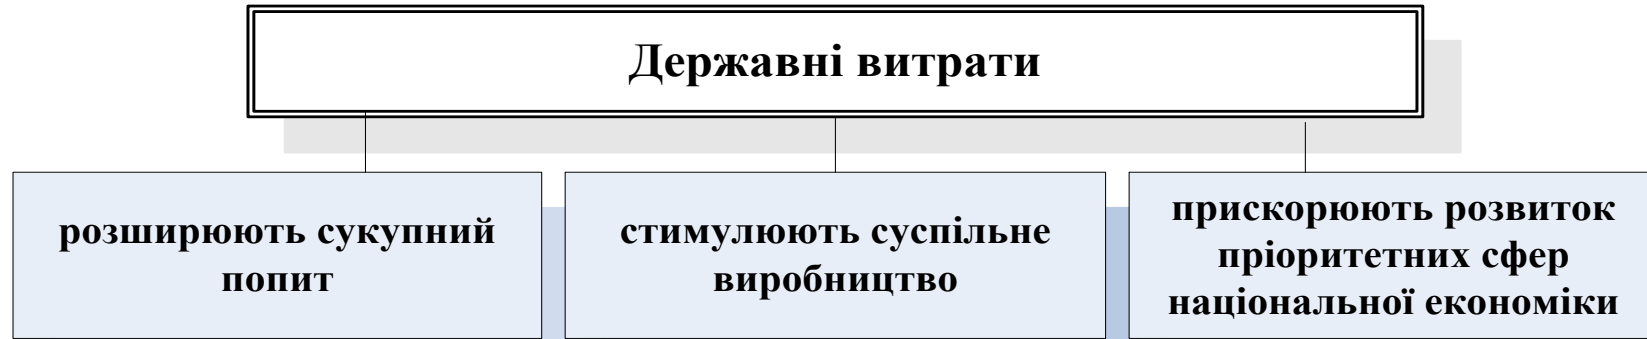 Державні витрати
розширюють сукупний
попит
стимулюють суспільне
виробництво
прискорюють розвиток
пріоритетних сфер
національної економіки